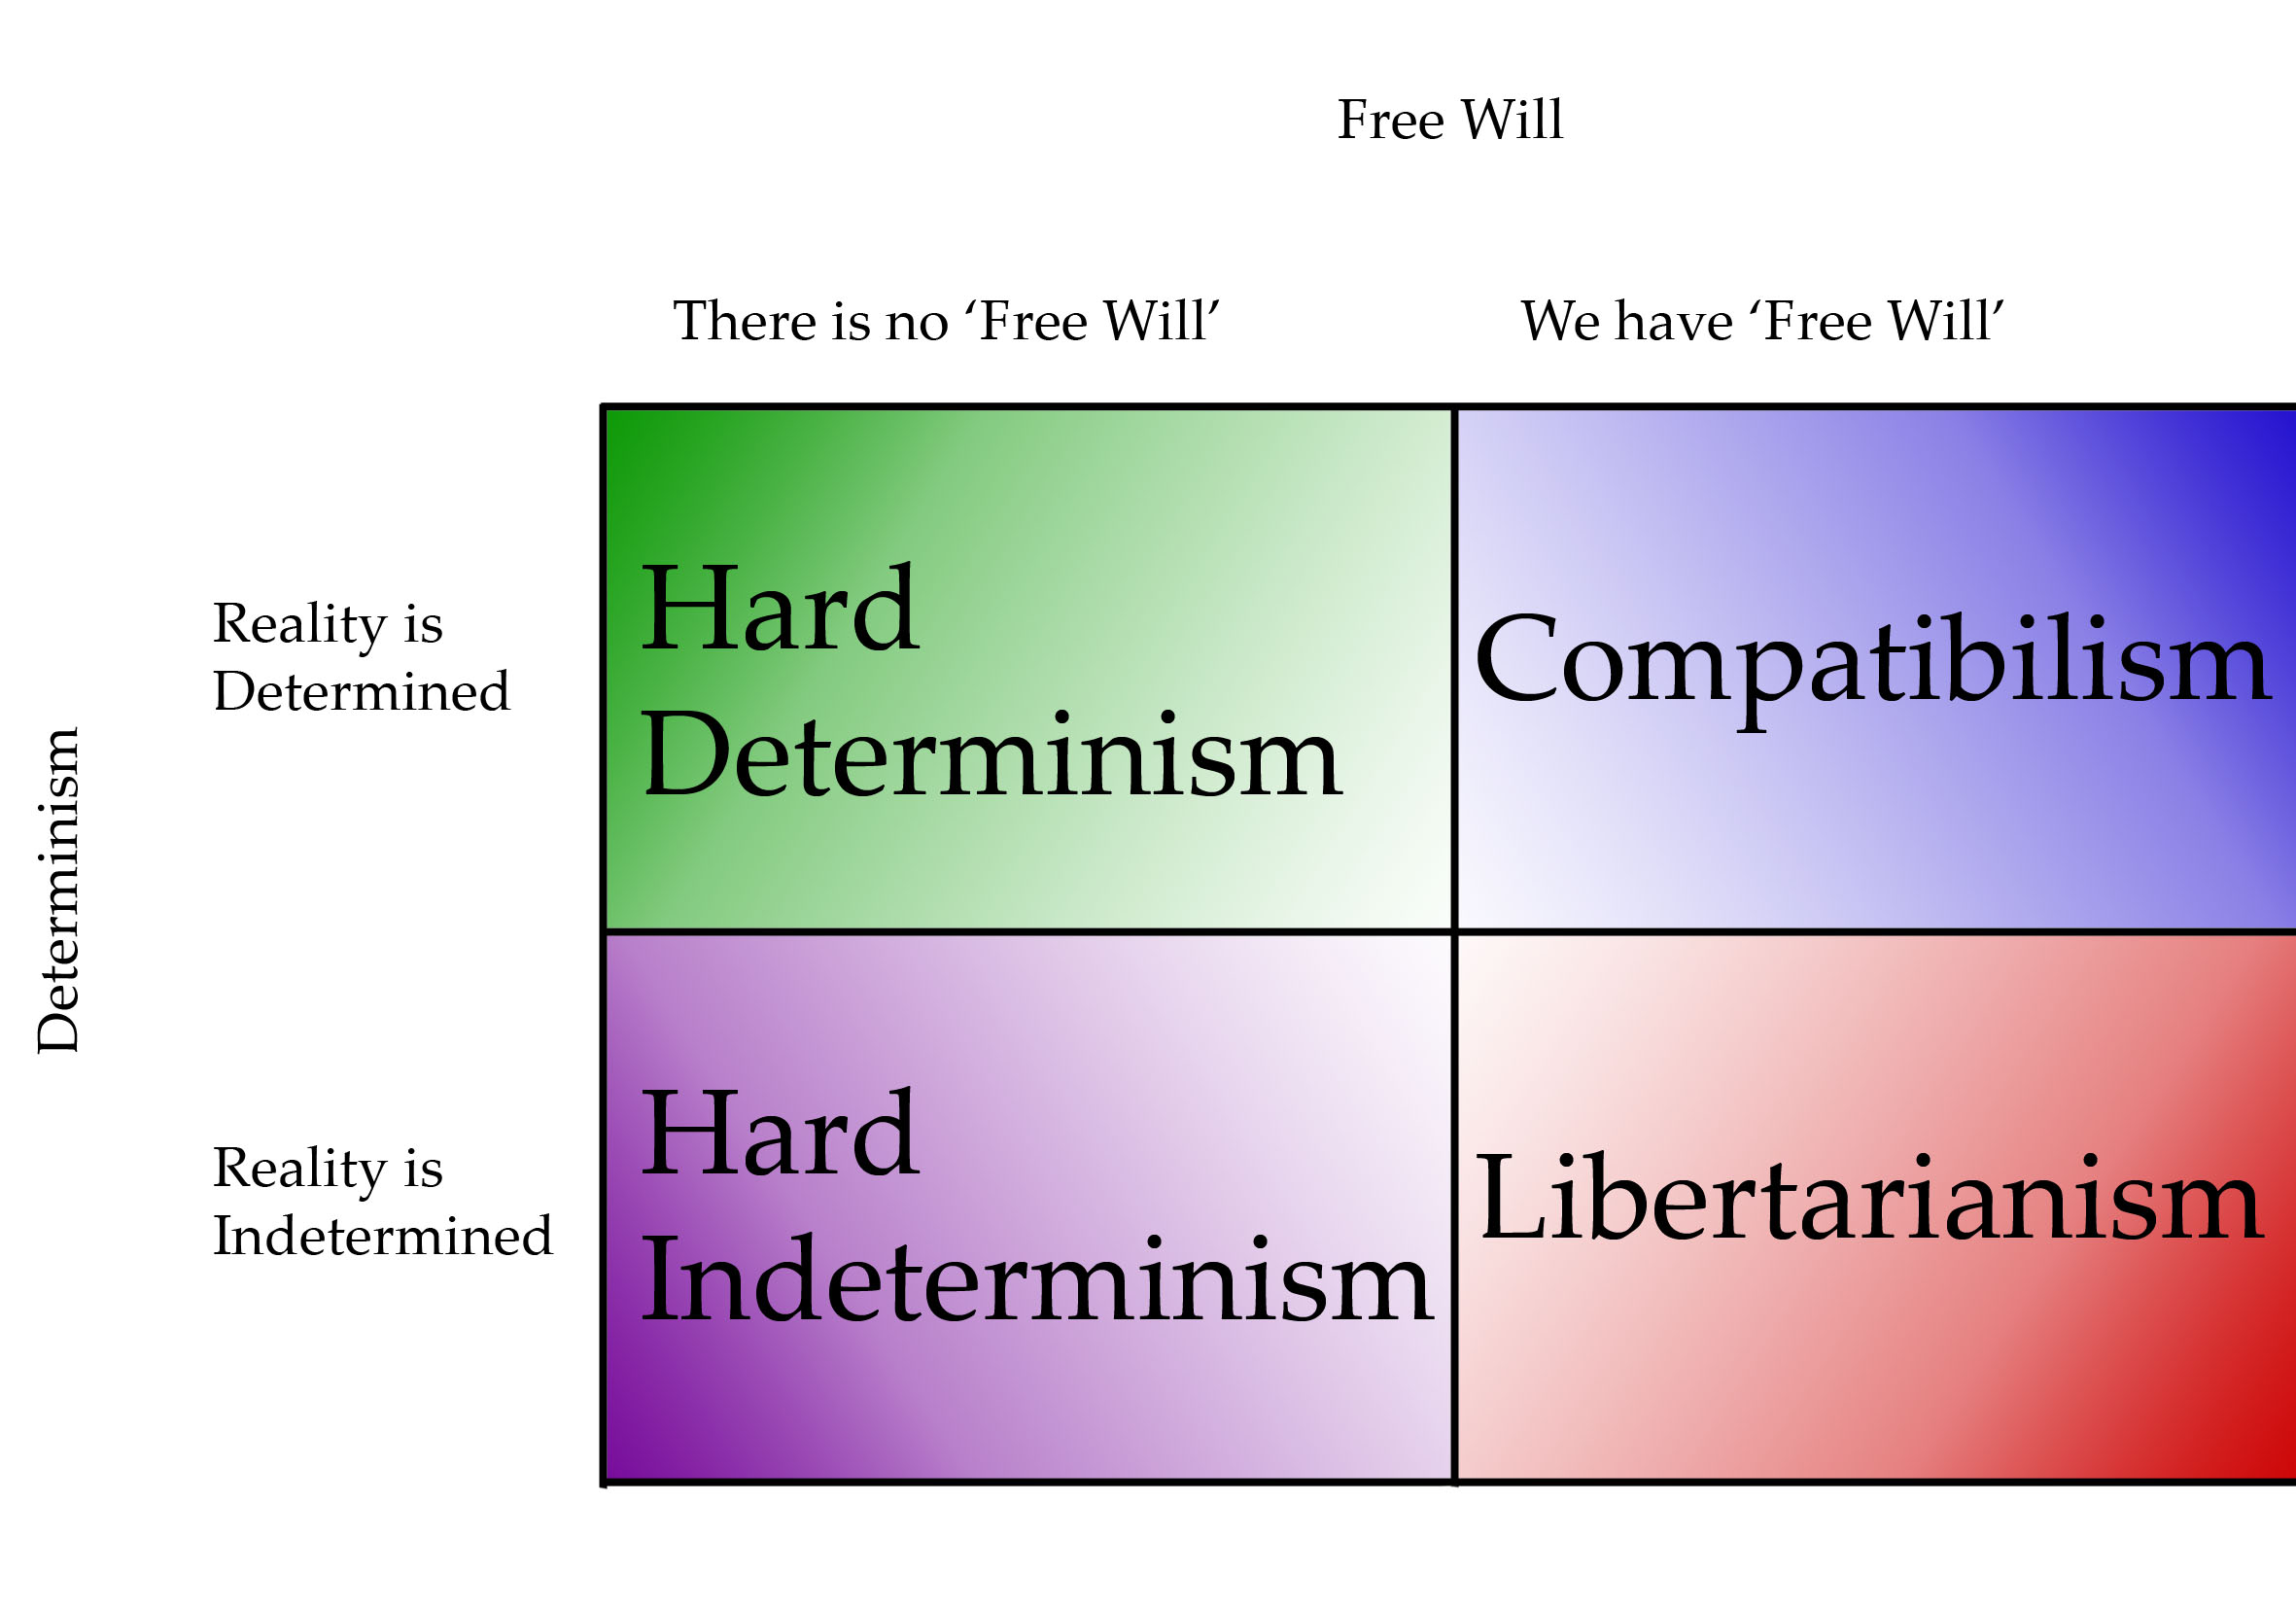 Free Will
There is no ‘Free Will’
We have ‘Free Will’
Determinism
Reality is
Determined
Hard
Determinism
Compatibilism
Reality is
Indetermined
Hard
Indeterminism
Libertarianism